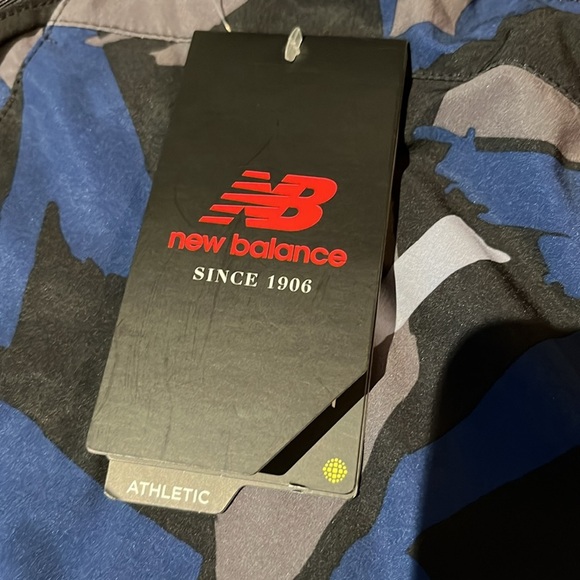 NB
new balance
SINCE 1906
ATHLETIC